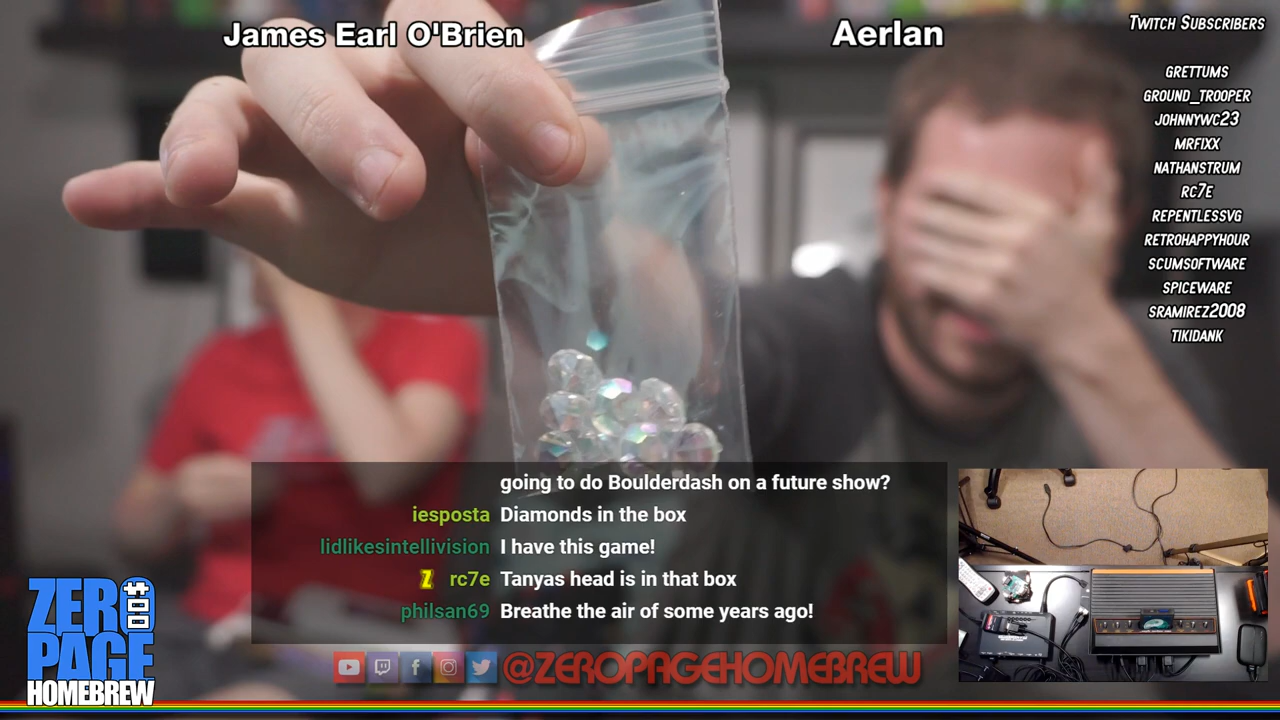 James Earl O'Brien
Aerlan
Twitch Subscribers
GRETTUMS
GROUND_TROOPER
JOHNNYWC23
MRFIXX
NATHANSTRUM
RC7E
REPENTLESSVG
RETROHAPPYHOUR
SCUMSOFTWARE
SPICEWARE
SRAMIREZ2008
TIKIDANK
going to do Boulderdash on a future show?
iesposta Diamonds in the box
lidlikesintellivision I have this game!
Z rc7e Tanyas head is in that box
philsan69 Breathe the air of some years ago!
ZERO $00
PAGE
HOMEBREW
@ZEROPAGEHOMEBREW